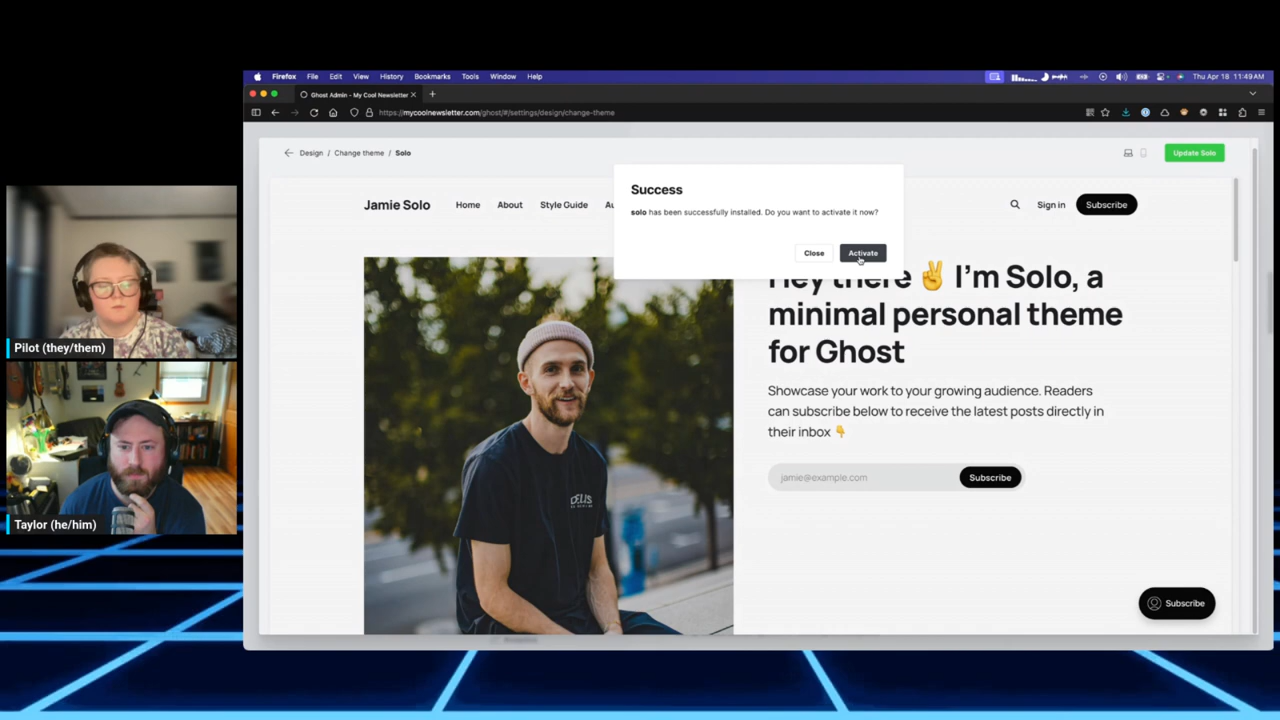 Firefox File Edit View History Bookmarks Tools Window Help
Thu Apr 18 11:49 AM
Ghost Admin - My Cool Newsletter
https://mycoolnewsletter.com/ghost/#/settings/design/change-theme
Design / Change theme / Solo
Update Solo
Success
solo has been successfully installed. Do you want to activate it now?
Close
Activate
Jamie Solo
Home
About
Style Guide
Au
Sign in
Subscribe
Hey there ✌️ I'm Solo, a
minimal personal theme
for Ghost
Showcase your work to your growing audience. Readers
can subscribe below to receive the latest posts directly in
their inbox 👇
jamie@example.com
Subscribe
Subscribe
Pilot (they/them)
Taylor (he/him)